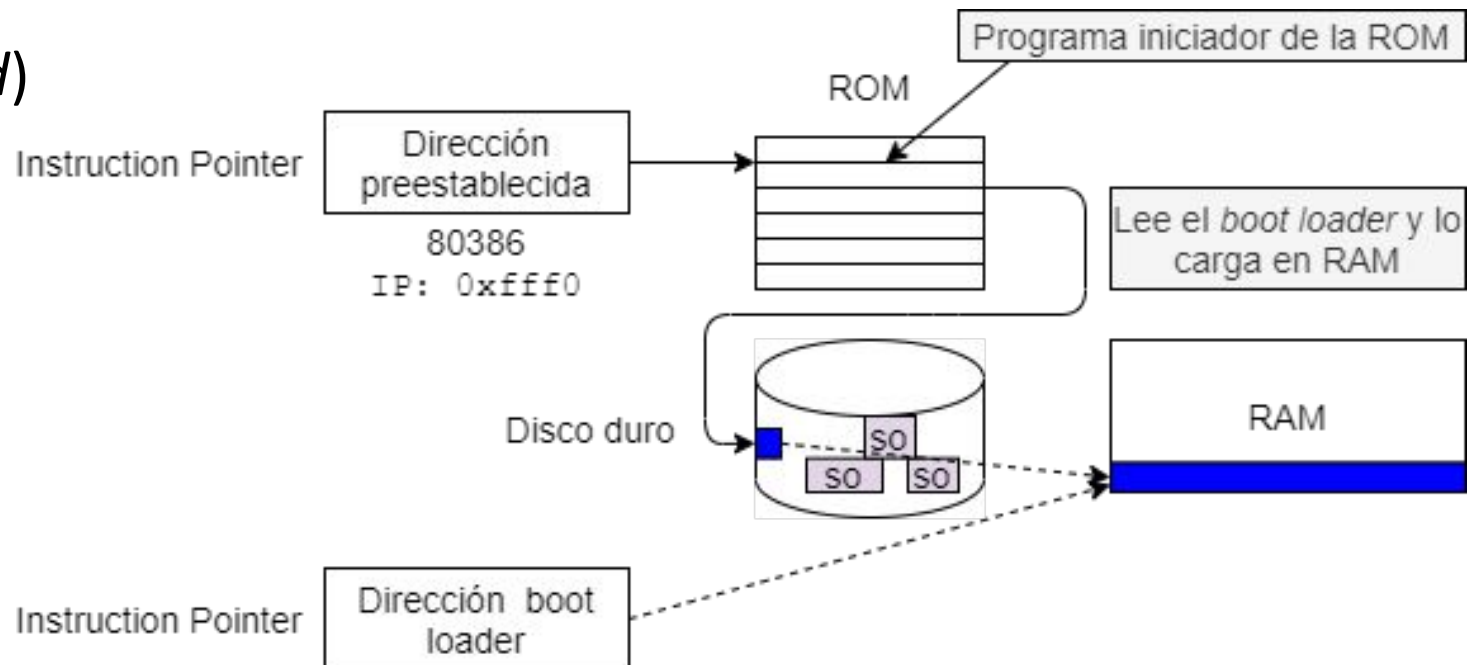 d)
Programa iniciador de la ROM
ROM
Instruction Pointer
Dirección
preestablecida
80386
IP: 0xfff0
Lee el boot loader y lo
carga en RAM
Disco duro
SO
SO
SO
RAM
Instruction Pointer
Dirección boot
loader